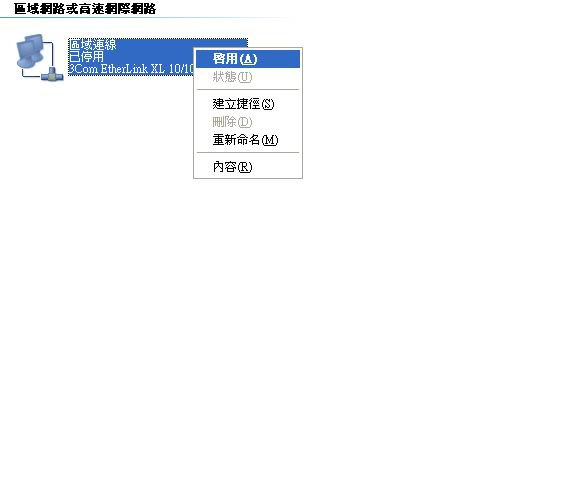 區域網路或高速網際網路
區域連線
已停用
3Com EtherLink XL 10/10
啓用(A)
狀態(U)
建立捷徑(S)
刪除(D)
重新命名(M)
內容(R)